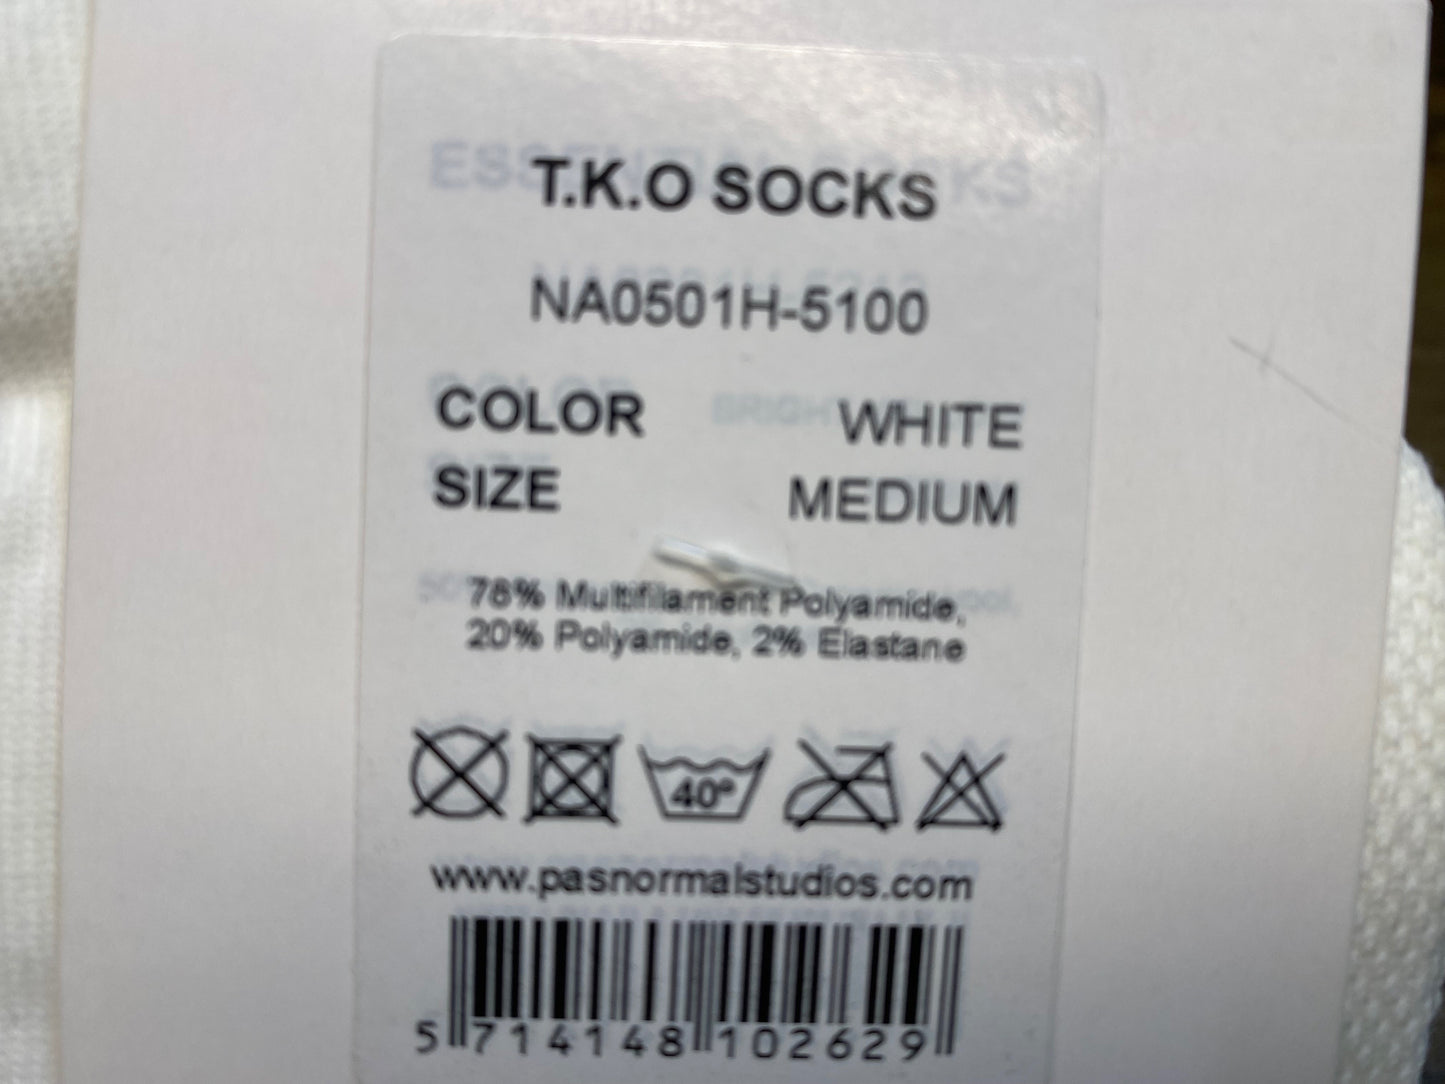 T.K.O SOCKS
NA0501H-5100
COLOR WHITE
SIZE MEDIUM
78% Multifilament Polyamide,
20% Polyamide, 2% Elastane
40°
www.pasnormalstudios.com
5 714148 102629